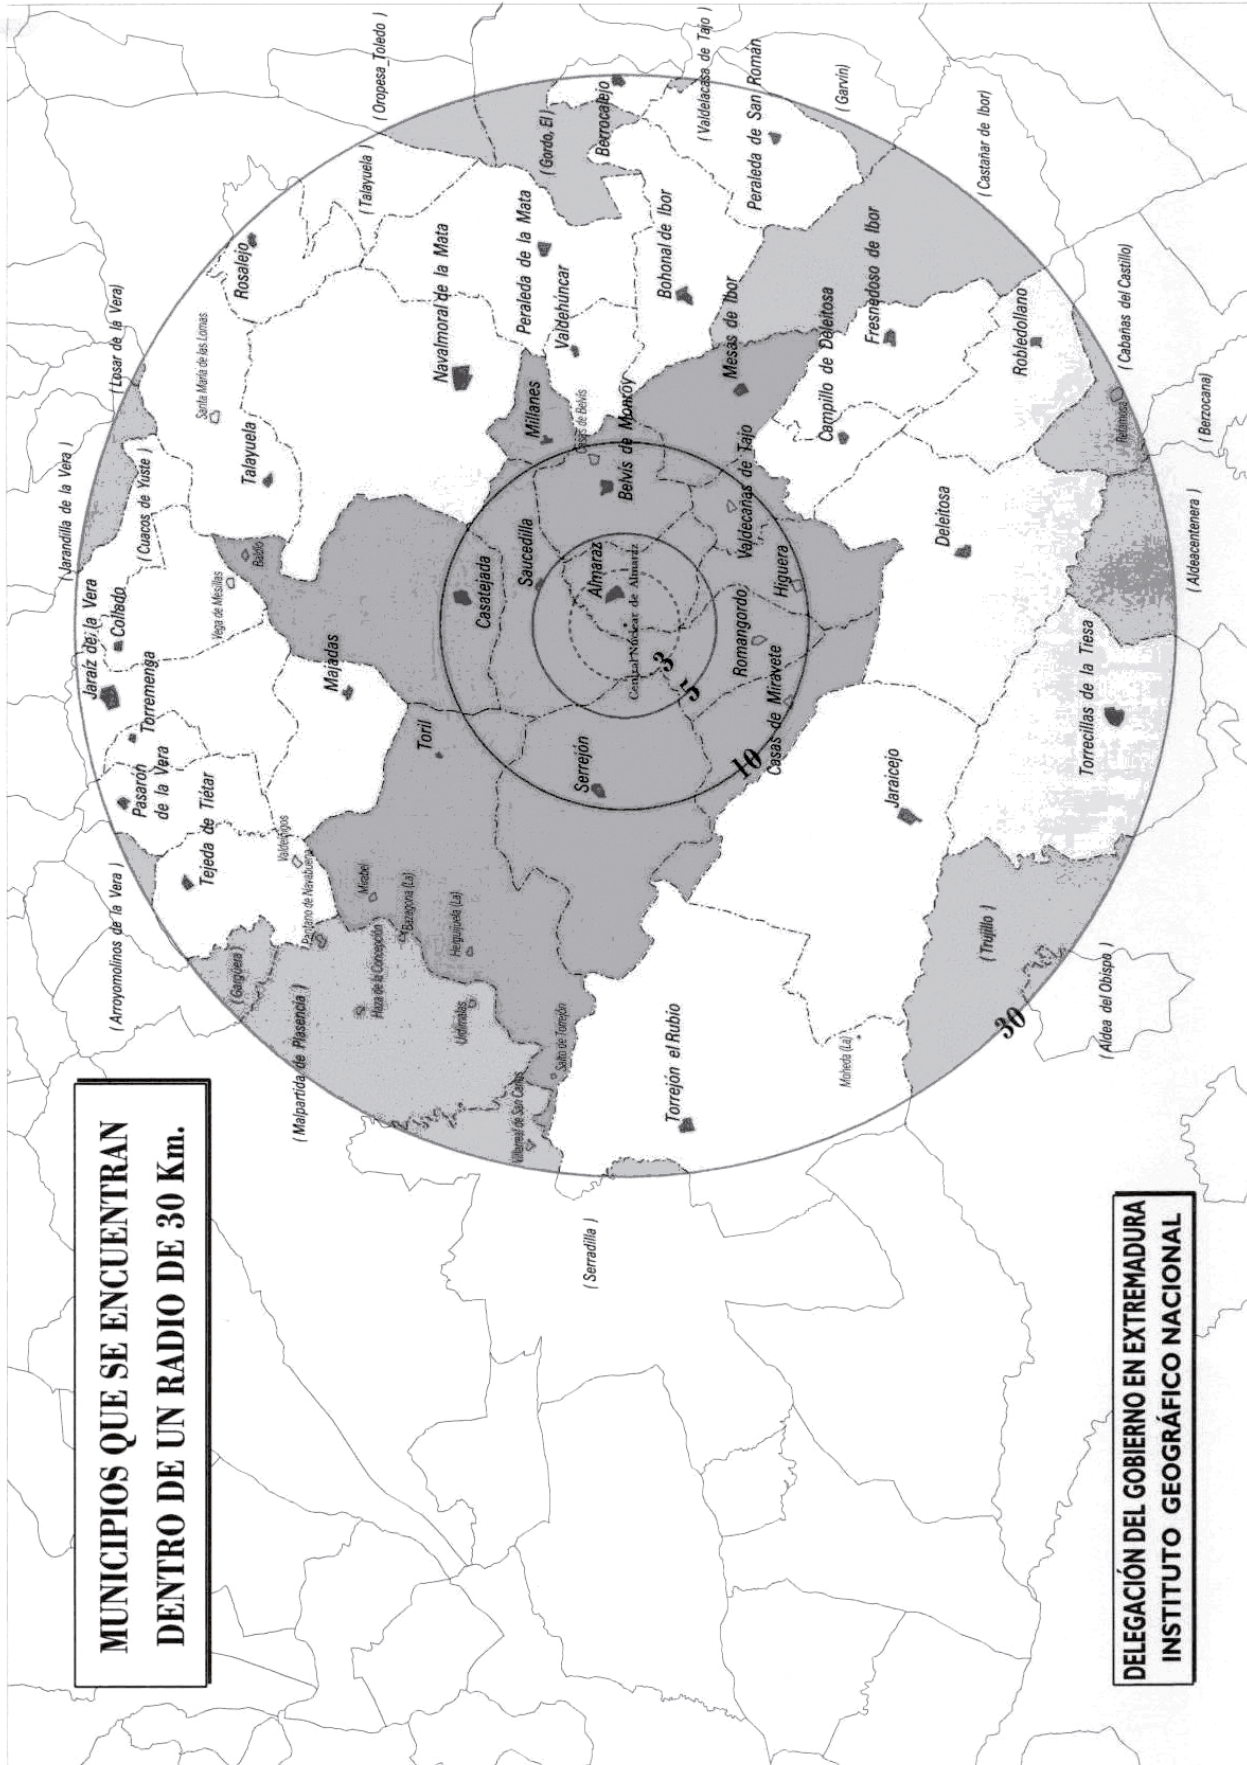 MUNICIPIOS QUE SE ENCUENTRAN
DENTRO DE UN RADIO DE 30 Km.
( Arroyomolinos de la Vera )
( Jarandilla de la Vera )
( Losar de la Vera)
( Oropesa_Toledo )
Jaraíz de la Vera
Collado
( Cuacos de Yuste )
Torremenga
Pasarón
de la Vera
Tejeda de Tiétar
Santa María de las Lomas
Talayuela
Rosalejo
( Talayuela )
Vega de Mesillas
Baldío
Majadas
Valdeíñigos
Pantano de Navabuena
( Gargüera )
( Malpartida de Plasencia )
Mirabel
Haza de la Concepción
Bazagona (La)
Herguijuela (La)
Urdimalas
Toril
Casatejada
Navalmoral de la Mata
Saucedilla
Millanes
Peraleda de la Mata
( Gordo, El )
Berrocalejo
Valdehúncar
Casas de Belvís
Belvís de Monroy
Villarreal de San Carlos
Salto de Torrejón
Serrejón
Almaraz
Central Nuclear de Almaraz
3
5
10
30
Bohonal de Ibor
( Valdelacasa de Tajo )
Peraleda de San Román
( Garvín)
( Serradilla )
Torrejón el Rubio
Romangordo
Higuera
Casas de Miravete
Valdecañas de Tajo
Mesas de Ibor
Campillo de Deleitosa
Fresnedoso de Ibor
( Castañar de Ibor)
Moheda (La)
Jaraicejo
Deleitosa
Robledollano
( Trujillo )
Torrecillas de la Tiesa
Retamosa
( Cabañas del Castillo)
( Aldea del Obispo )
( Aldeacentenera )
( Berzocana)
DELEGACIÓN DEL GOBIERNO EN EXTREMADURA
INSTITUTO GEOGRÁFICO NACIONAL